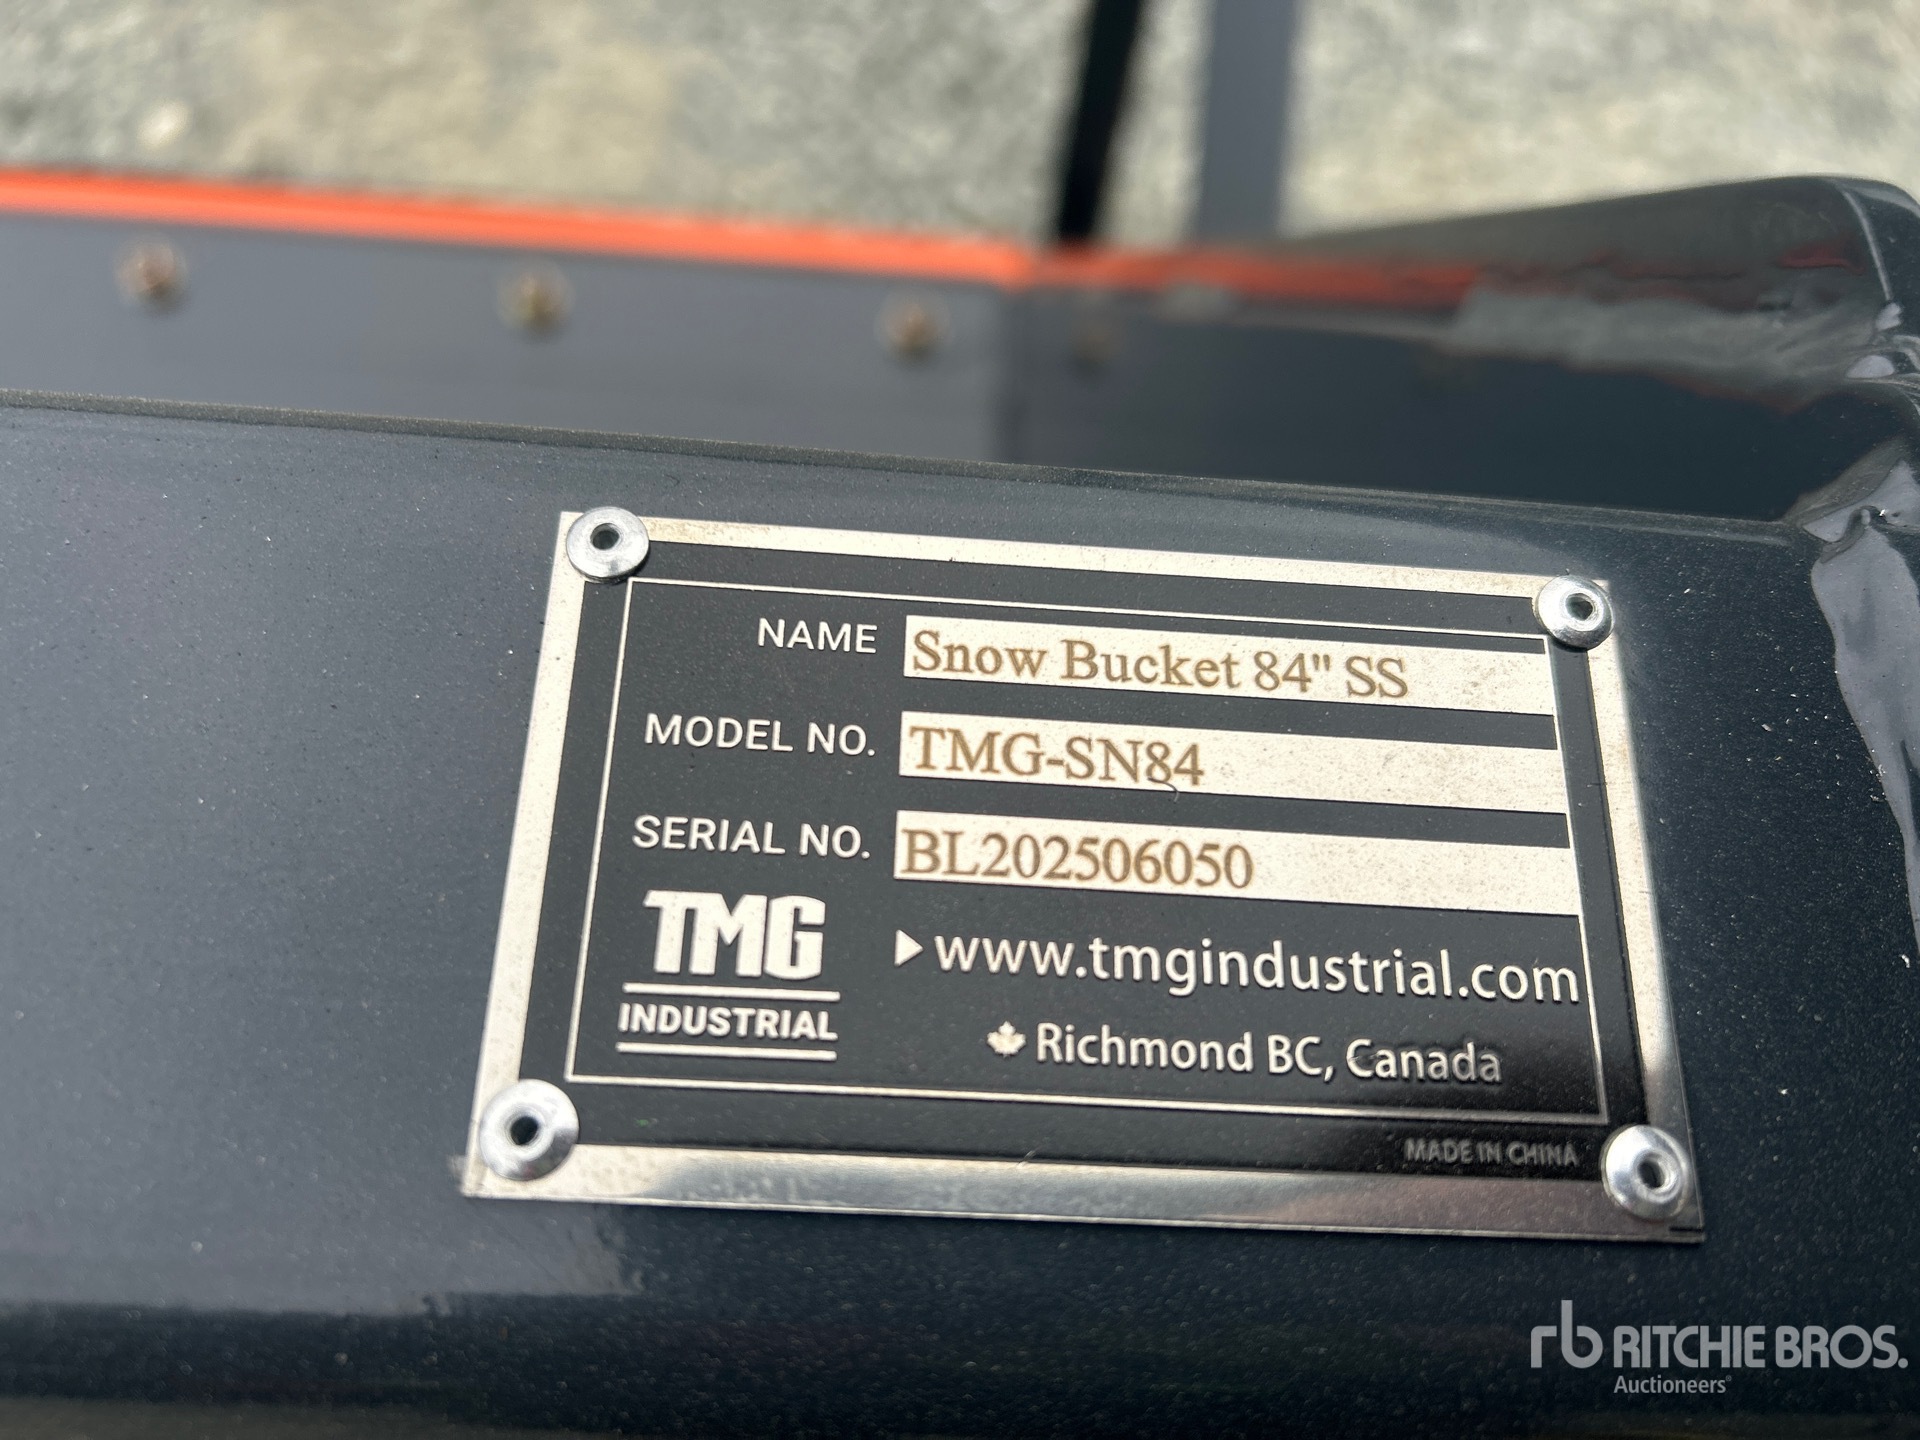 NAME Snow Bucket 84" SS
MODEL NO. TMG-SN84
SERIAL NO. BL202506050
TMG
INDUSTRIAL
www.tmgindustrial.com
Richmond BC, Canada
MADE IN CHINA
rb RITCHIE BROS.
Auctioneers